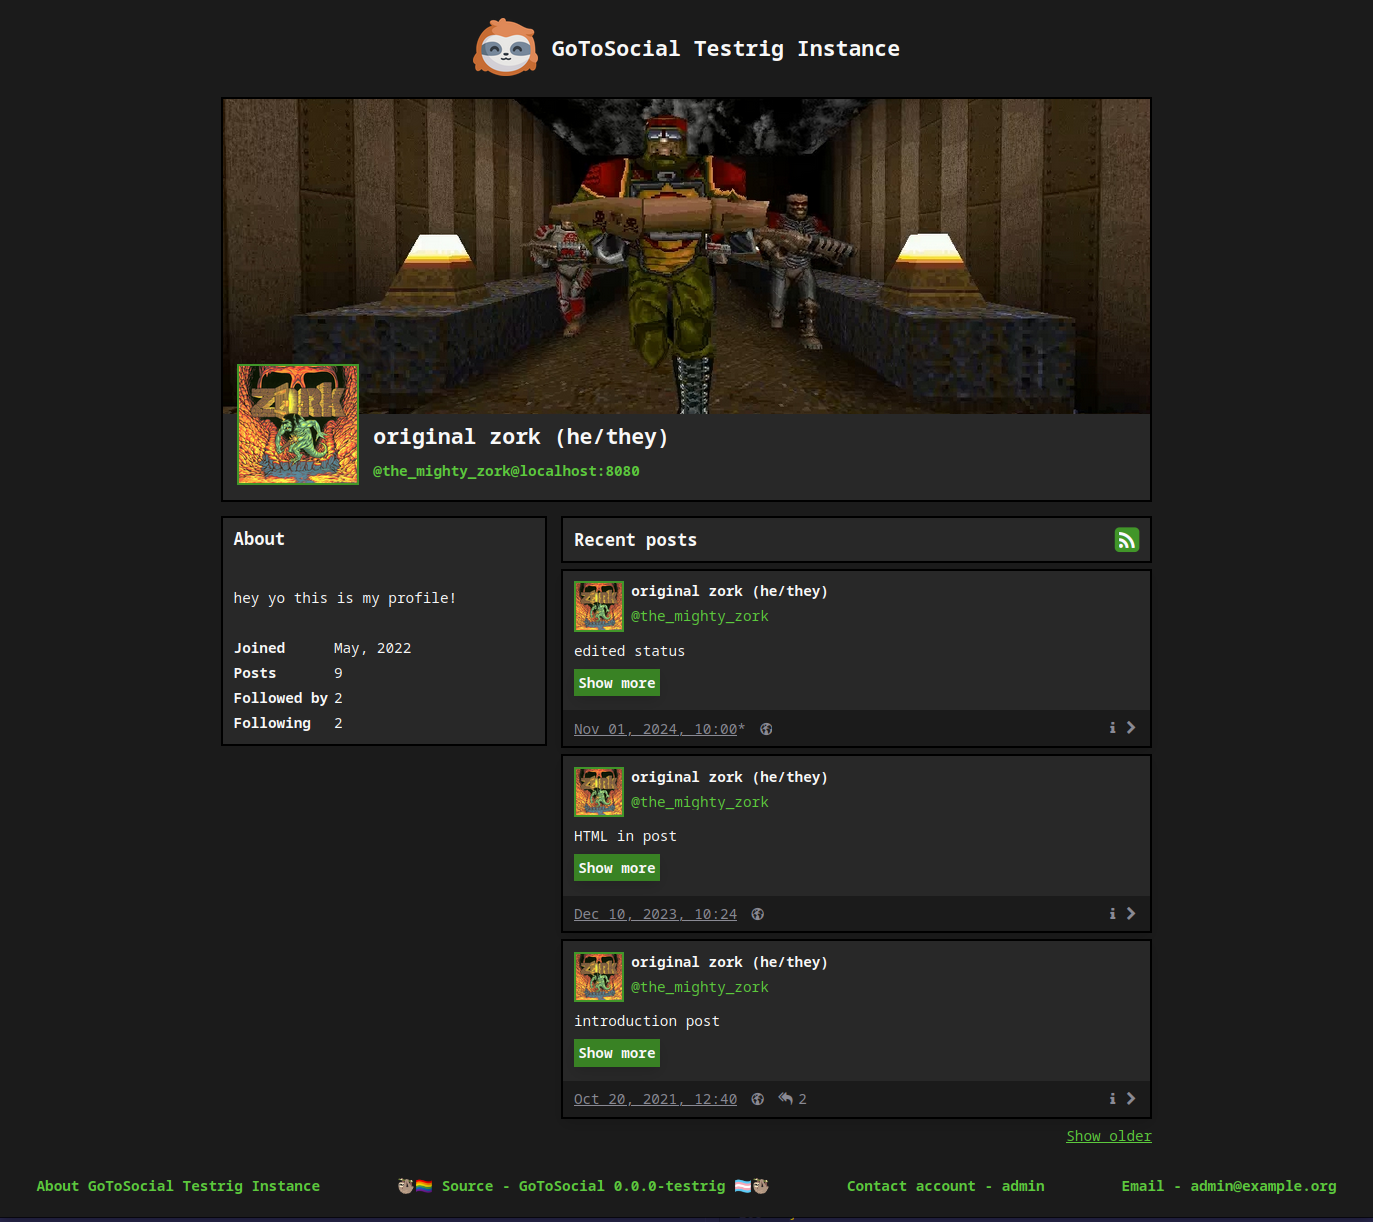 GoToSocial Testrig Instance
ZORK
original zork (he/they)
@the_mighty_zork@localhost:8080
About
hey yo this is my profile!
Joined May, 2022
Posts 9
Followed by 2
Following 2
Recent posts
original zork (he/they)
@the_mighty_zork
edited status
Show more
Nov 01, 2024, 10:00*
original zork (he/they)
@the_mighty_zork
HTML in post
Show more
Dec 10, 2023, 10:24
original zork (he/they)
@the_mighty_zork
introduction post
Show more
Oct 20, 2021, 12:40 2
Show older
About GoToSocial Testrig Instance
🦥🏳️‍🌈 Source - GoToSocial 0.0.0-testrig 🏳️‍⚧️🦥
Contact account - admin
Email - admin@example.org